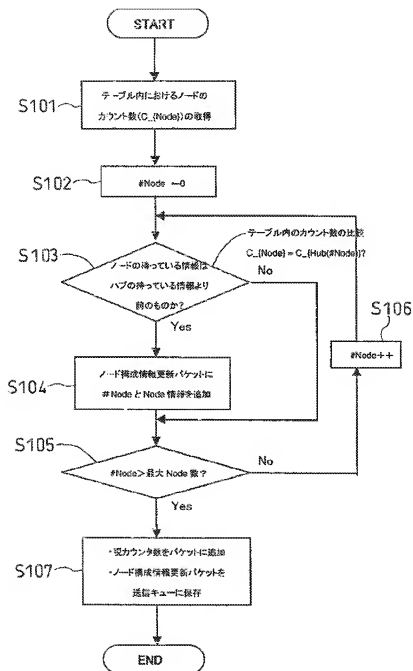 START
S101
テーブル内におけるノードの
カウント数(C_{Node})の取得
S102
#Node ←0
S103
ノードの持っている情報は
ハブの持っている情報より
前のものか?
テーブル内のカウント数の比較
C_{Node} = C_{Hub(#Node)}?
No
Yes
S106
#Node++
S104
ノード構成情報更新パケットに
#NodeとNode情報を追加
S105
#Node>最大Node数?
No
Yes
S107
・現カウンタ数をパケットに追加
・ノード構成情報更新パケットを
送信キューに保存
END